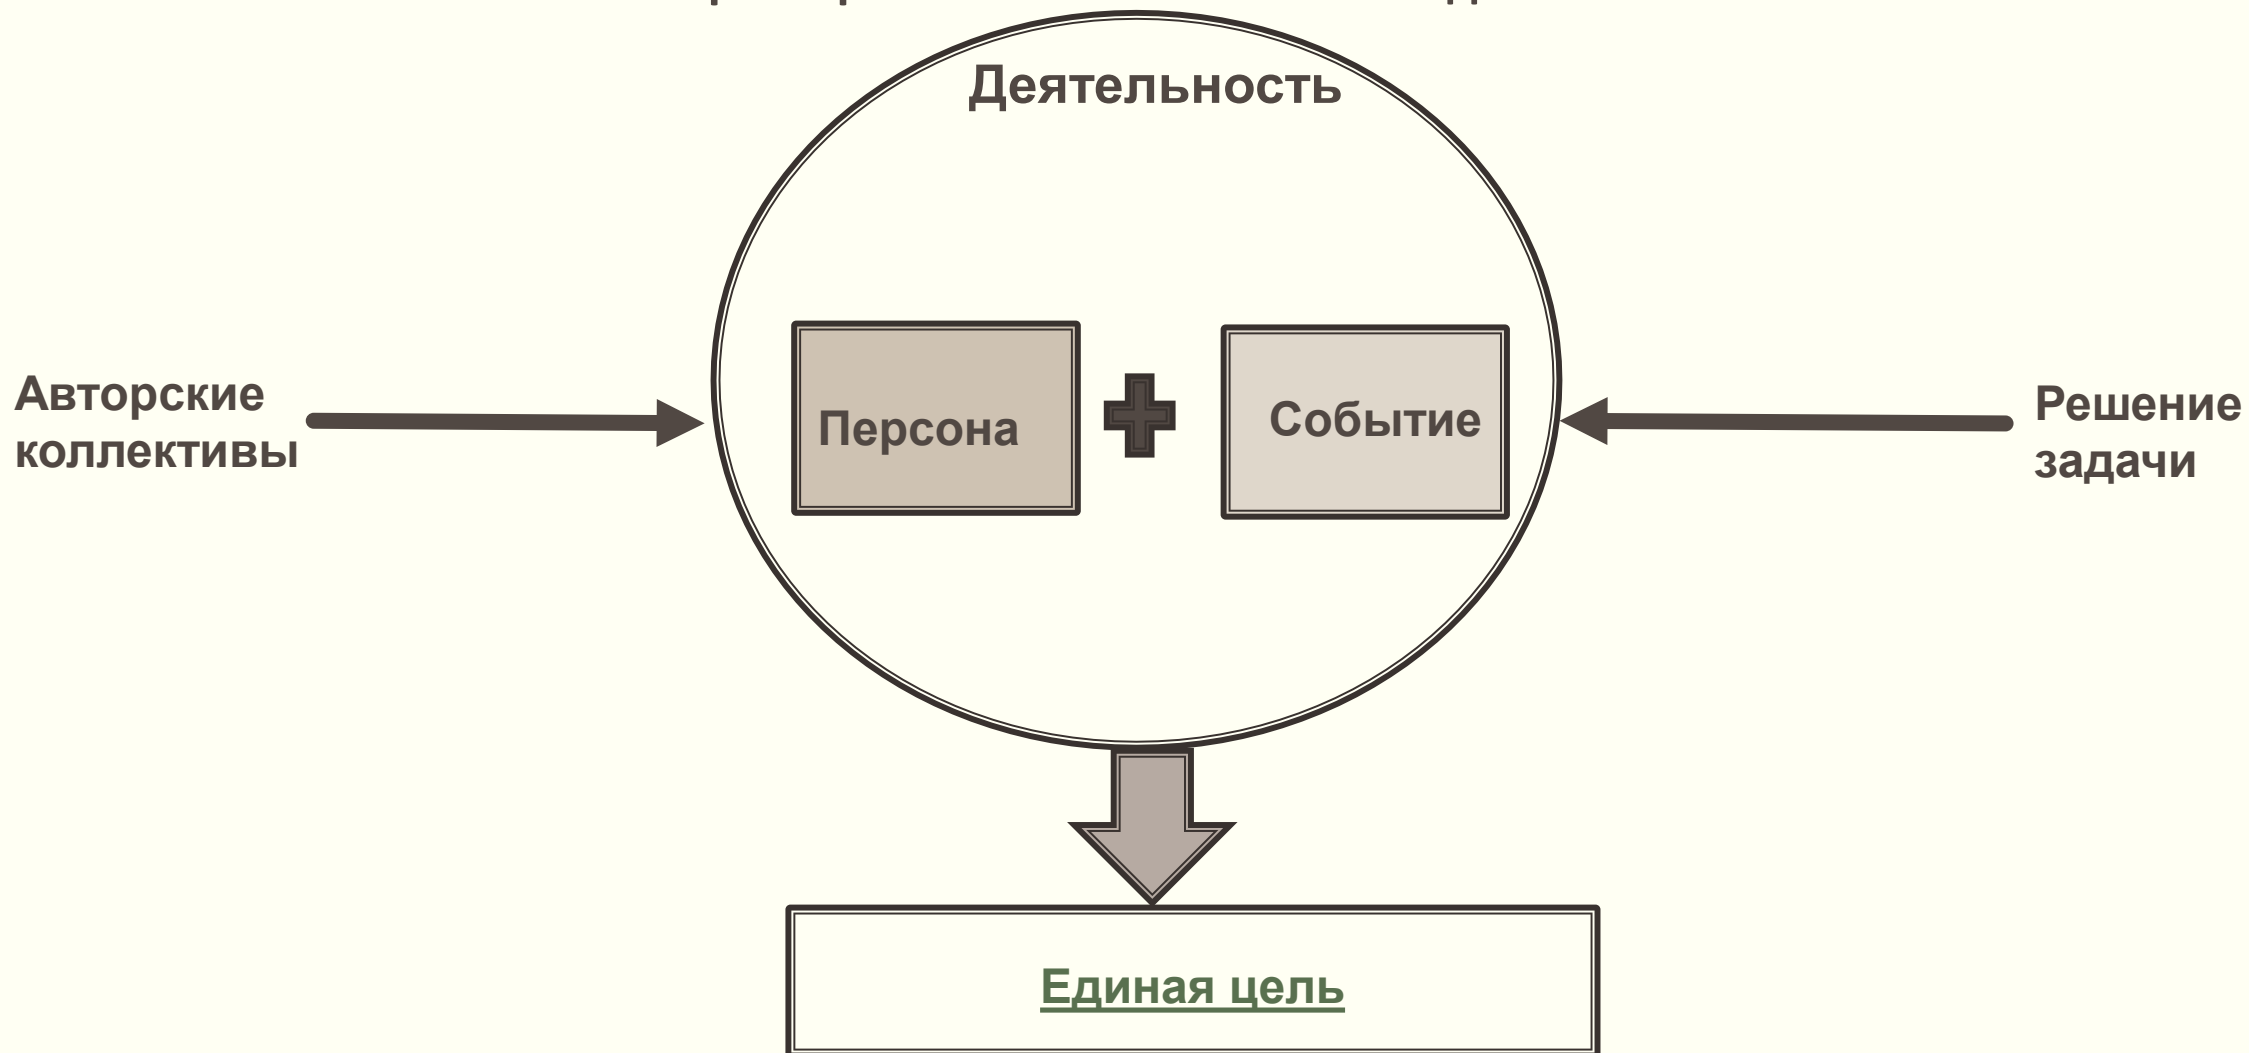 Деятельность
Авторские
коллективы
Персона
Событие
Решение
задачи
Единая цель